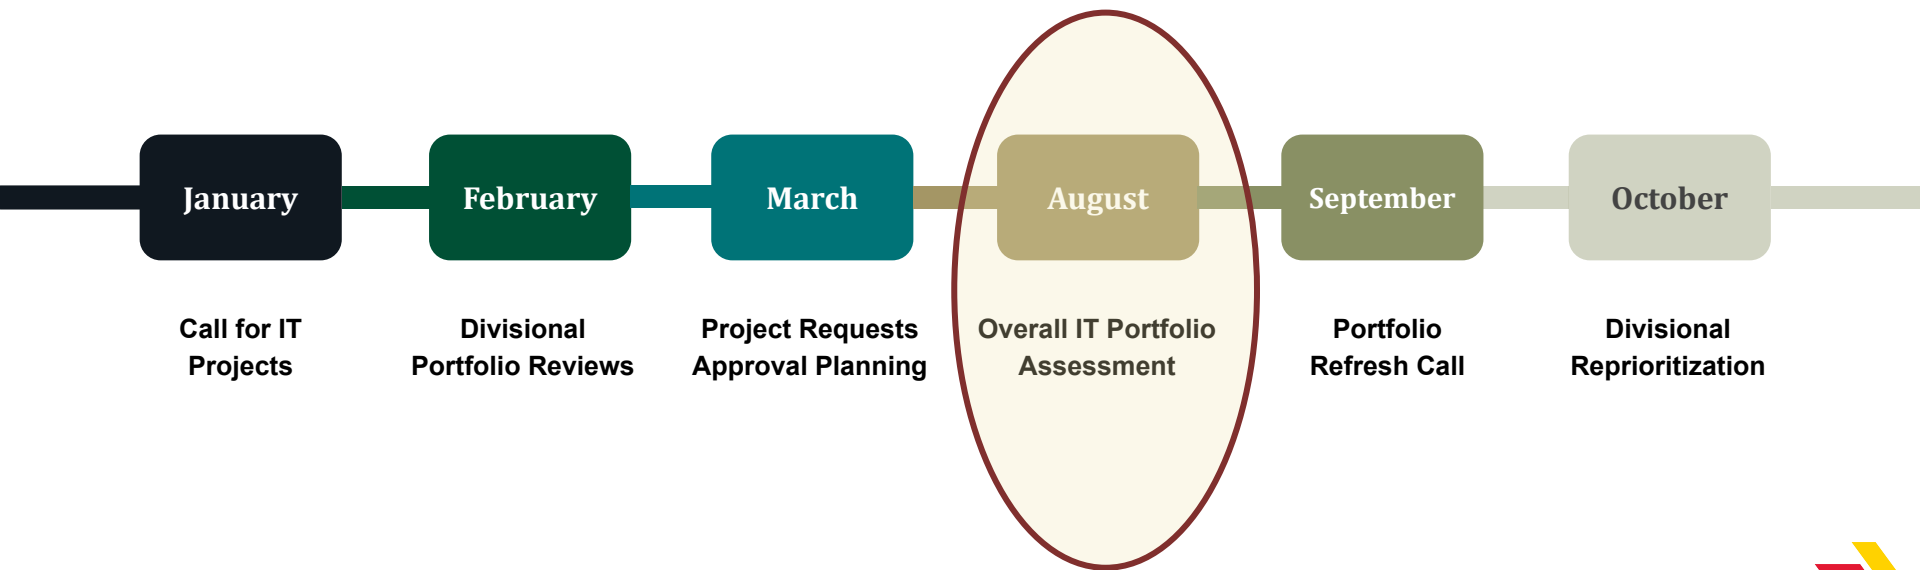 January
February
March
August
September
October
Call for IT
Projects
Divisional
Portfolio Reviews
Project Requests
Approval Planning
Overall IT Portfolio
Assessment
Portfolio
Refresh Call
Divisional
Reprioritization